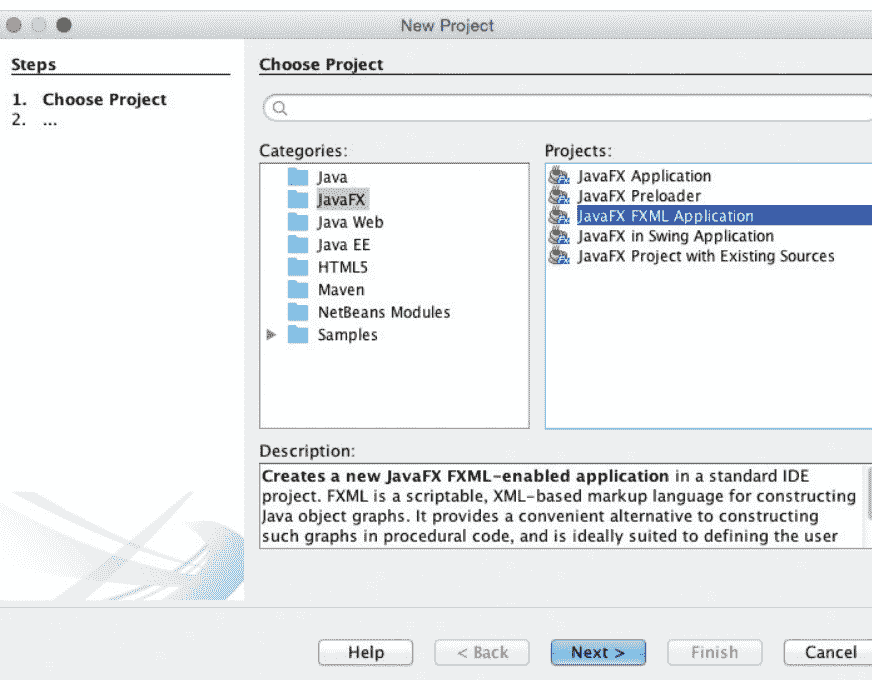 New Project
Steps
1. Choose Project
2. ...
Choose Project
Categories:
Java
JavaFX
Java Web
Java EE
HTML5
Maven
NetBeans Modules
Samples
Projects:
JavaFX Application
JavaFX Preloader
JavaFX FXML Application
JavaFX in Swing Application
JavaFX Project with Existing Sources
Description:
Creates a new JavaFX FXML-enabled application in a standard IDE
project. FXML is a scriptable, XML-based markup language for constructing
Java object graphs. It provides a convenient alternative to constructing
such graphs in procedural code, and is ideally suited to defining the user
Help
< Back
Next >
Finish
Cancel